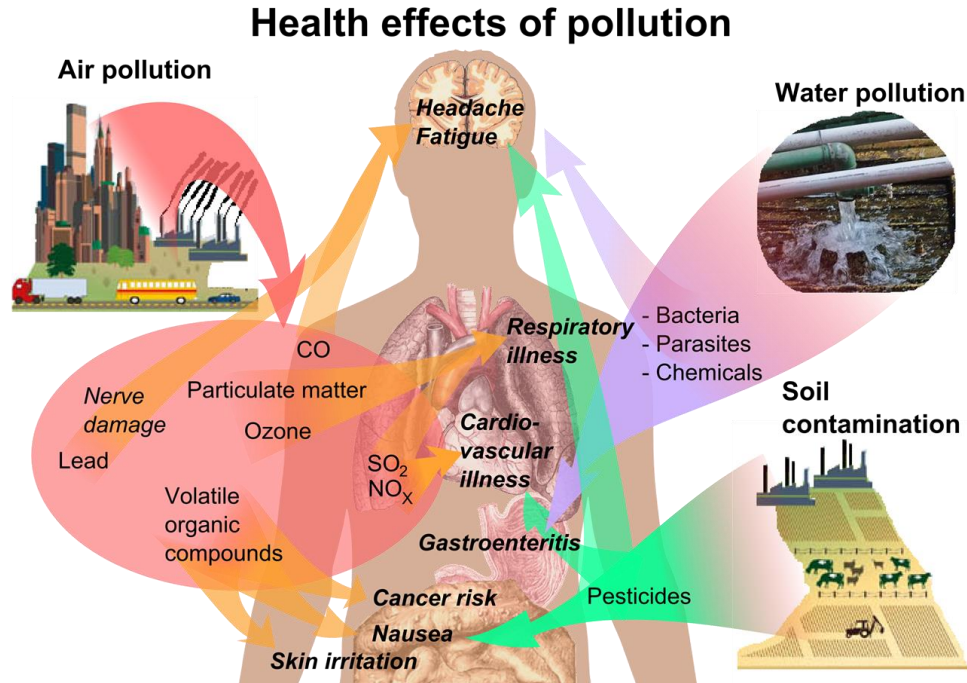 Health effects of pollution
Air pollution
Water pollution
Headache
Fatigue
Respiratory
illness
- Bacteria
- Parasites
- Chemicals
CO
Particulate matter
Nerve
damage
Ozone
Lead
Soil
contamination
Cardio-
vascular
illness
SO2
NOX
Volatile
organic
compounds
Gastroenteritis
Cancer risk
Pesticides
Nausea
Skin irritation